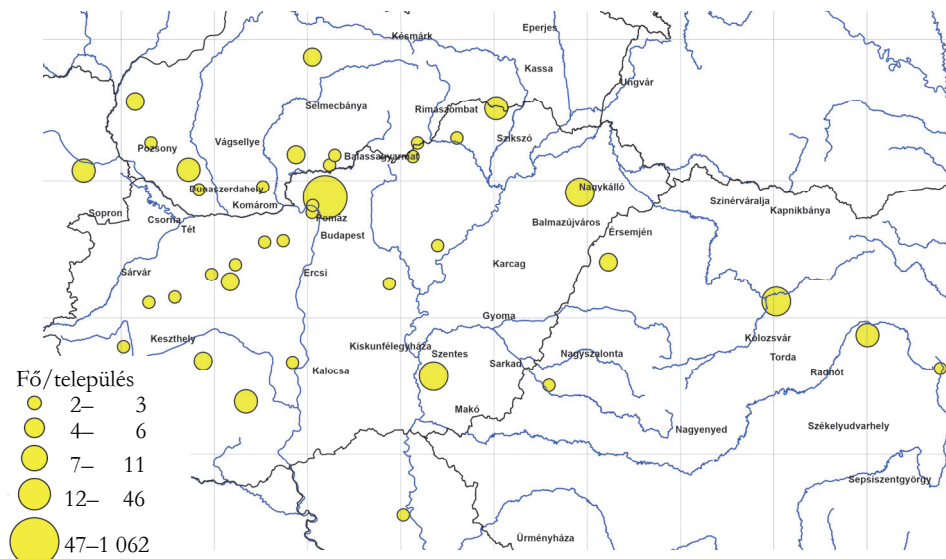 Késmárk
Eperjes
Kassa
Ungvár
Selmecbánya
Rimaszombat
Szikszó
Pozsony
Vágsellye
Balassagyarmat
Dunaszerdahely
Nagykálló
Komárom
Szinérváralja
Kapnikbánya
Sopron
Csorna
Tét
Pomáz
Balmazújváros
Érsemjén
Budapest
Karcag
Sárvár
Ercsi
Gyoma
Keszthely
Kiskunfélegyháza
Szentes
Sarkad
Nagyszalonta
Kolozsvár
Torda
Kalocsa
Radnót
Makó
Nagyenyed
Székelyudvarhely
Sepsiszentgyörgy
Ürményháza
Fő/település
2– 3
4– 6
7– 11
12– 46
47–1 062